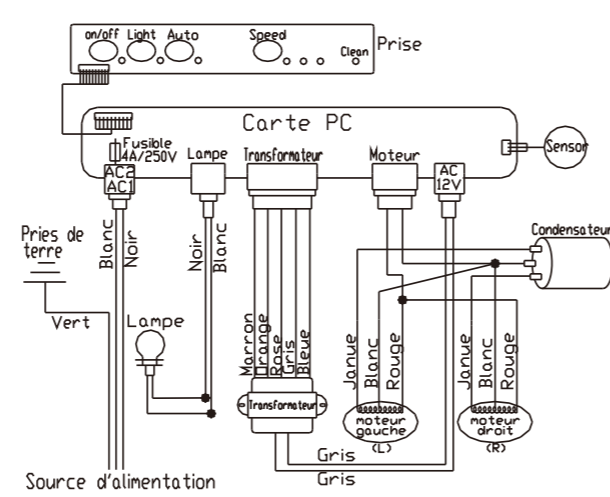 on/off Light Auto Speed
Clean
Prise
Carte PC
Fusible
4A/250V
AC2
AC1
Lampe
Transformateur
Moteur
AC
12V
Sensor
Pries de
terre
Blanc
Noir
Noir
Blanc
Condensateur
Vert
Lampe
Marron
Orange
Rose
Gris
Bleue
Janue
Blanc
Rouge
Janue
Blanc
Rouge
Transformateur
moteur
gauche
(L)
moteur
droit
(R)
Gris
Gris
Source d'alimentation